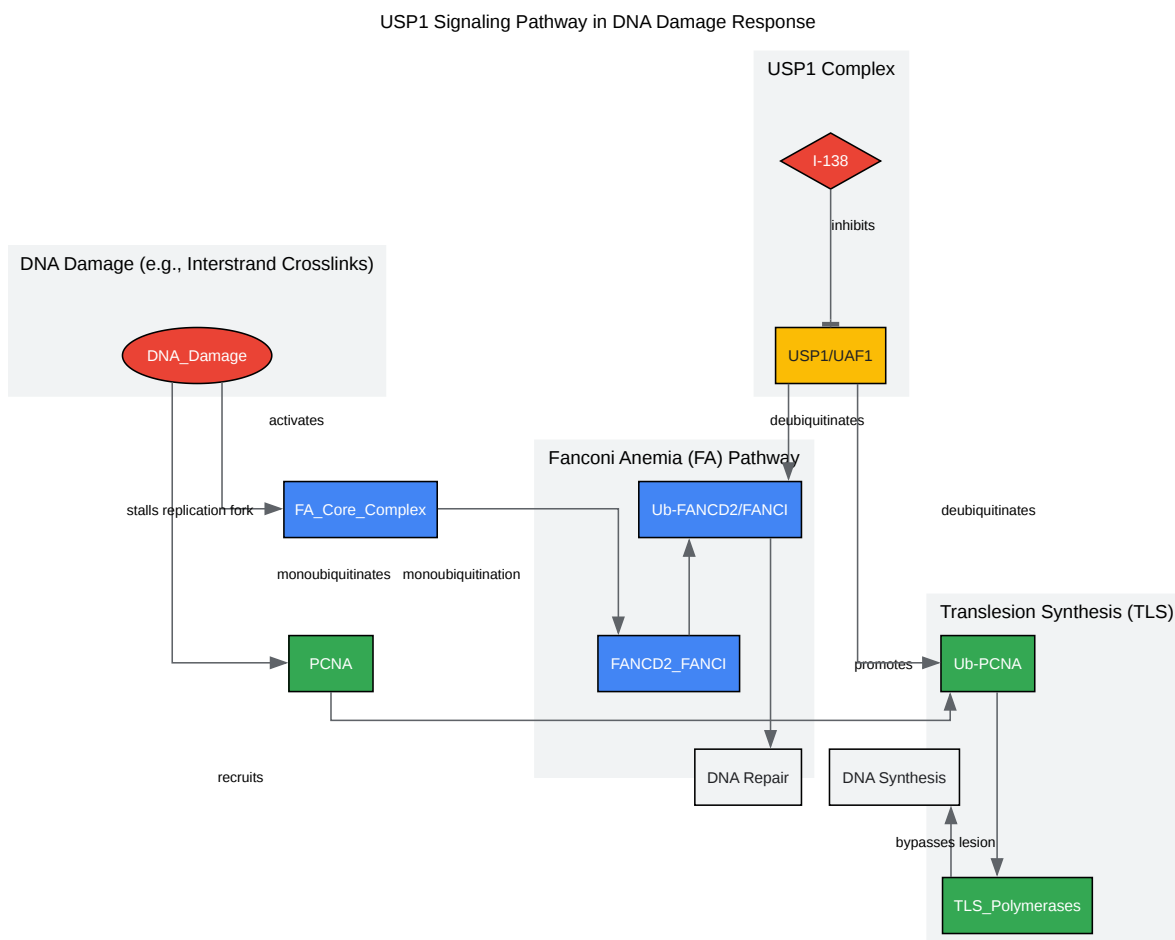 USP1 Signaling Pathway in DNA Damage Response
USP1 Complex
I-138
inhibits
DNA Damage (e.g., Interstrand Crosslinks)
DNA_Damage
USP1/UAF1
activates
deubiquitinates
Fanconi Anemia (FA) Pathway
stalls replication fork
FA_Core_Complex
Ub-FANCD2/FANCI
deubiquitinates
monoubiquitinates
monoubiquitination
Translesion Synthesis (TLS)
PCNA
FANCD2_FANCI
promotes
Ub-PCNA
recruits
DNA Repair
DNA Synthesis
bypasses lesion
TLS_Polymerases